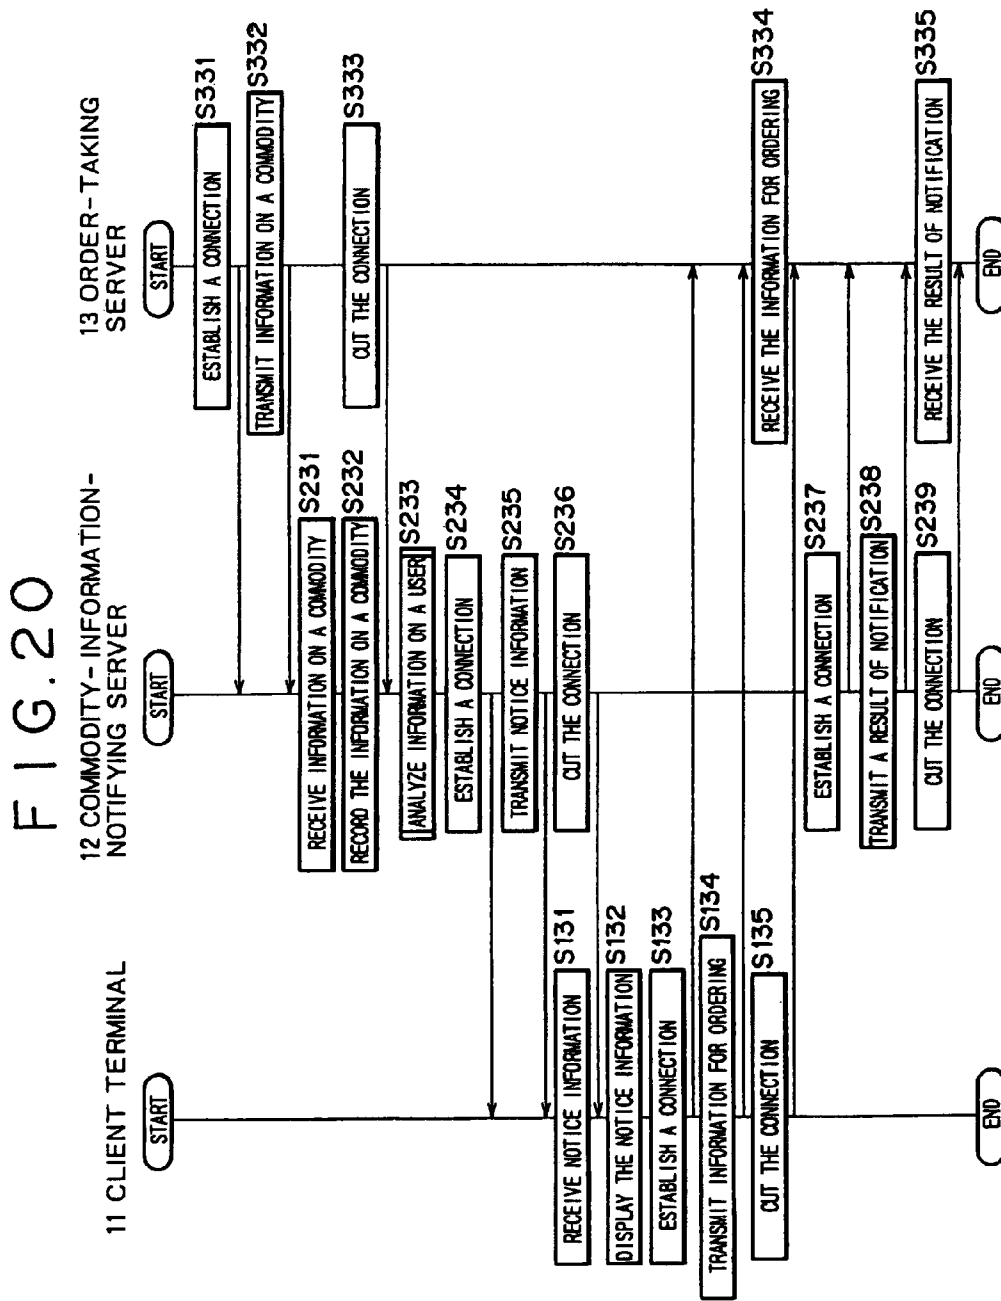 FIG. 20
11 CLIENT TERMINAL
START
RECEIVE NOTICE INFORMATION
S131
DISPLAY THE NOTICE INFORMATION
S132
ESTABLISH A CONNECTION
S133
TRANSMIT INFORMATION FOR ORDERING
S134
CUT THE CONNECTION
S135
END
12 COMMODITY-INFORMATION-
NOTIFYING SERVER
START
RECEIVE INFORMATION ON A COMMODITY
S231
RECORD THE INFORMATION ON A COMMODITY
S232
ANALYZE INFORMATION ON A USER
S233
ESTABLISH A CONNECTION
S234
TRANSMIT NOTICE INFORMATION
S235
CUT THE CONNECTION
S236
ESTABLISH A CONNECTION
S237
TRANSMIT A RESULT OF NOTIFICATION
S238
CUT THE CONNECTION
S239
END
13 ORDER-TAKING
SERVER
START
ESTABLISH A CONNECTION
S331
TRANSMIT INFORMATION ON A COMMODITY
S332
CUT THE CONNECTION
S333
RECEIVE THE INFORMATION FOR ORDERING
S334
RECEIVE THE RESULT OF NOTIFICATION
S335
END